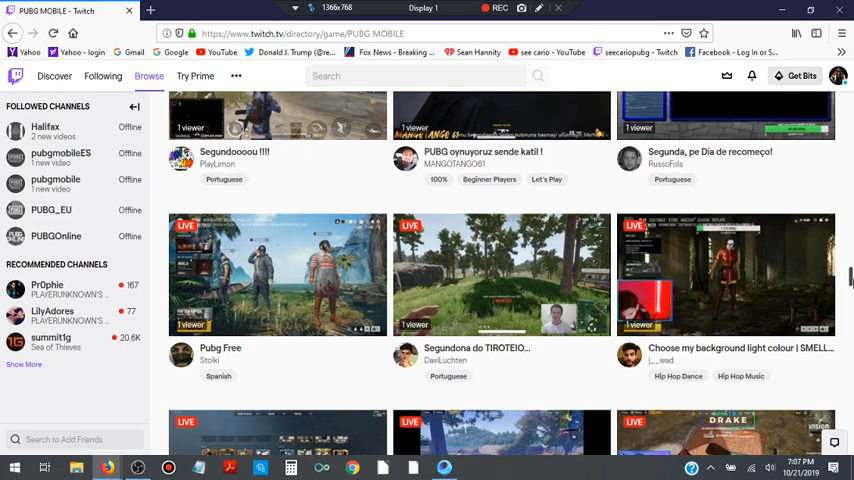 PUBG MOBILE - Twitch
1366x768
Display 1
REC
https://www.twitch.tv/directory/game/PUBG MOBILE
Yahoo
Yahoo - login
Gmail
Google
YouTube
Donald J. Trump (@re...
Fox News - Breaking ...
Sean Hannity
see cario - YouTube
seecariopubg - Twitch
Facebook - Log In or S...
Discover
Following
Browse
Try Prime
Search
Get Bits
FOLLOWED CHANNELS
Halifax
2 new videos
Offline
pubgmobileES
1 new video
Offline
pubgmobile
1 new video
Offline
PUBG_EU
Offline
PUBGOnline
Offline
RECOMMENDED CHANNELS
Pr0phie
PLAYERUNKNOWN'S ...
167
LilyAdores
PLAYERUNKNOWN'S ...
77
summit1g
Sea of Thieves
20.6K
Show More
Search to Add Friends
1 viewer
Segundooooou !!!!
PlayLimon
Portuguese
1 viewer
PUBG oynuyoruz sende katil !
MANGOTANGO61
100%
Beginner Players
Let's Play
1 viewer
Segunda, pe Dia de recomeço!
RussoFols
Portuguese
LIVE
1 viewer
Pubg Free
Stolki
Spanish
LIVE
1 viewer
Segundona do TIROTEIO...
DaviLuchten
Portuguese
LIVE
1 viewer
Choose my background light colour | SMELL...
j__wad
Hip Hop Dance
Hip Hop Music
LIVE
LIVE
LIVE
DRAKE
7:07 PM
10/21/2019